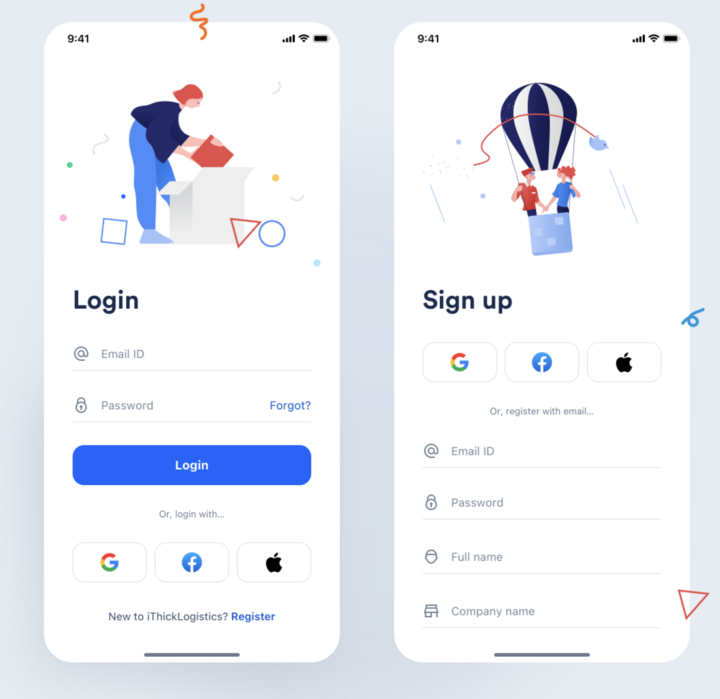 9:41
Login
Email ID
Password Forgot?
Login
Or, login with...
New to iThickLogistics? Register
9:41
Sign up
Or, register with email...
Email ID
Password
Full name
Company name